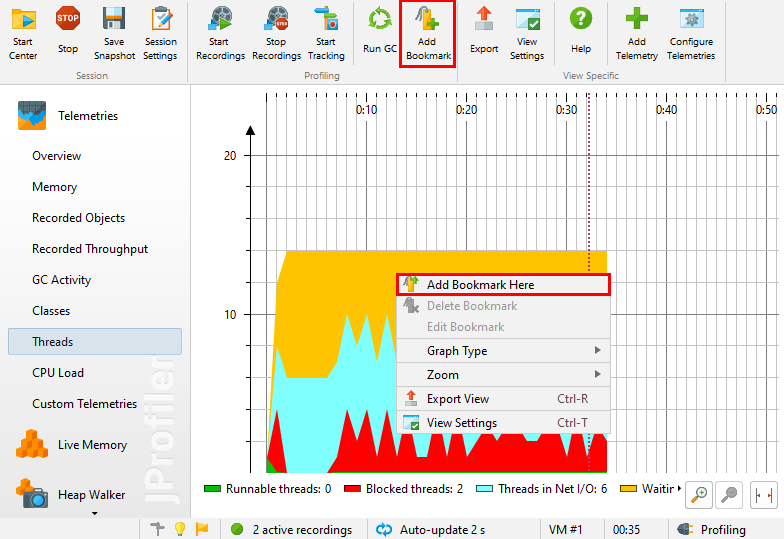 Start Center
Stop
Save Snapshot
Session Settings
Start Recordings
Stop Recordings
Start Tracking
Run GC
Add Bookmark
Export
View Settings
Help
Add Telemetry
Configure Telemetries
Session
Profiling
View Specific
Telemetries
Overview
Memory
Recorded Objects
Recorded Throughput
GC Activity
Classes
Threads
CPU Load
Custom Telemetries
Live Memory
Heap Walker
JProfiler
0:10
0:20
0:30
0:40
0:50
20
10
Add Bookmark Here
Delete Bookmark
Edit Bookmark
Graph Type
Zoom
Export View Ctrl-R
View Settings Ctrl-T
Runnable threads: 0
Blocked threads: 2
Threads in Net I/O: 6
Waitin
2 active recordings
Auto-update 2 s
VM #1
00:35
Profiling